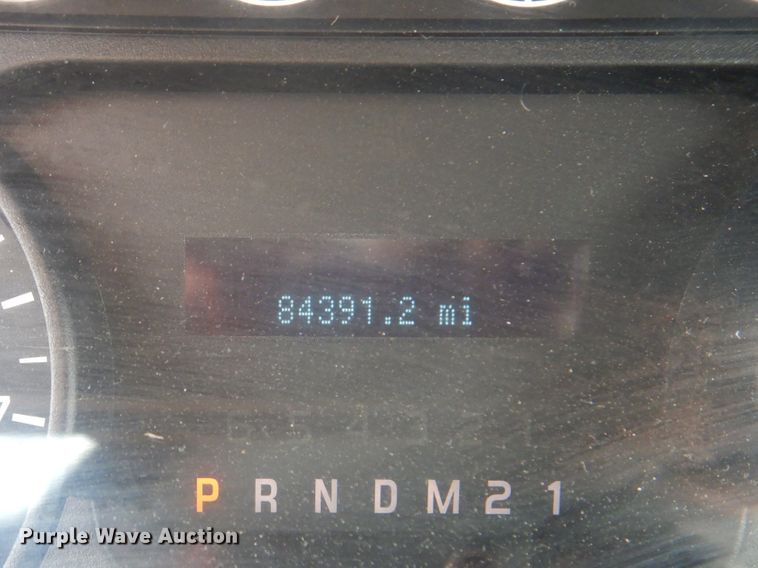 84391.2 mi
P R N D M 2 1
Purple Wave Auction